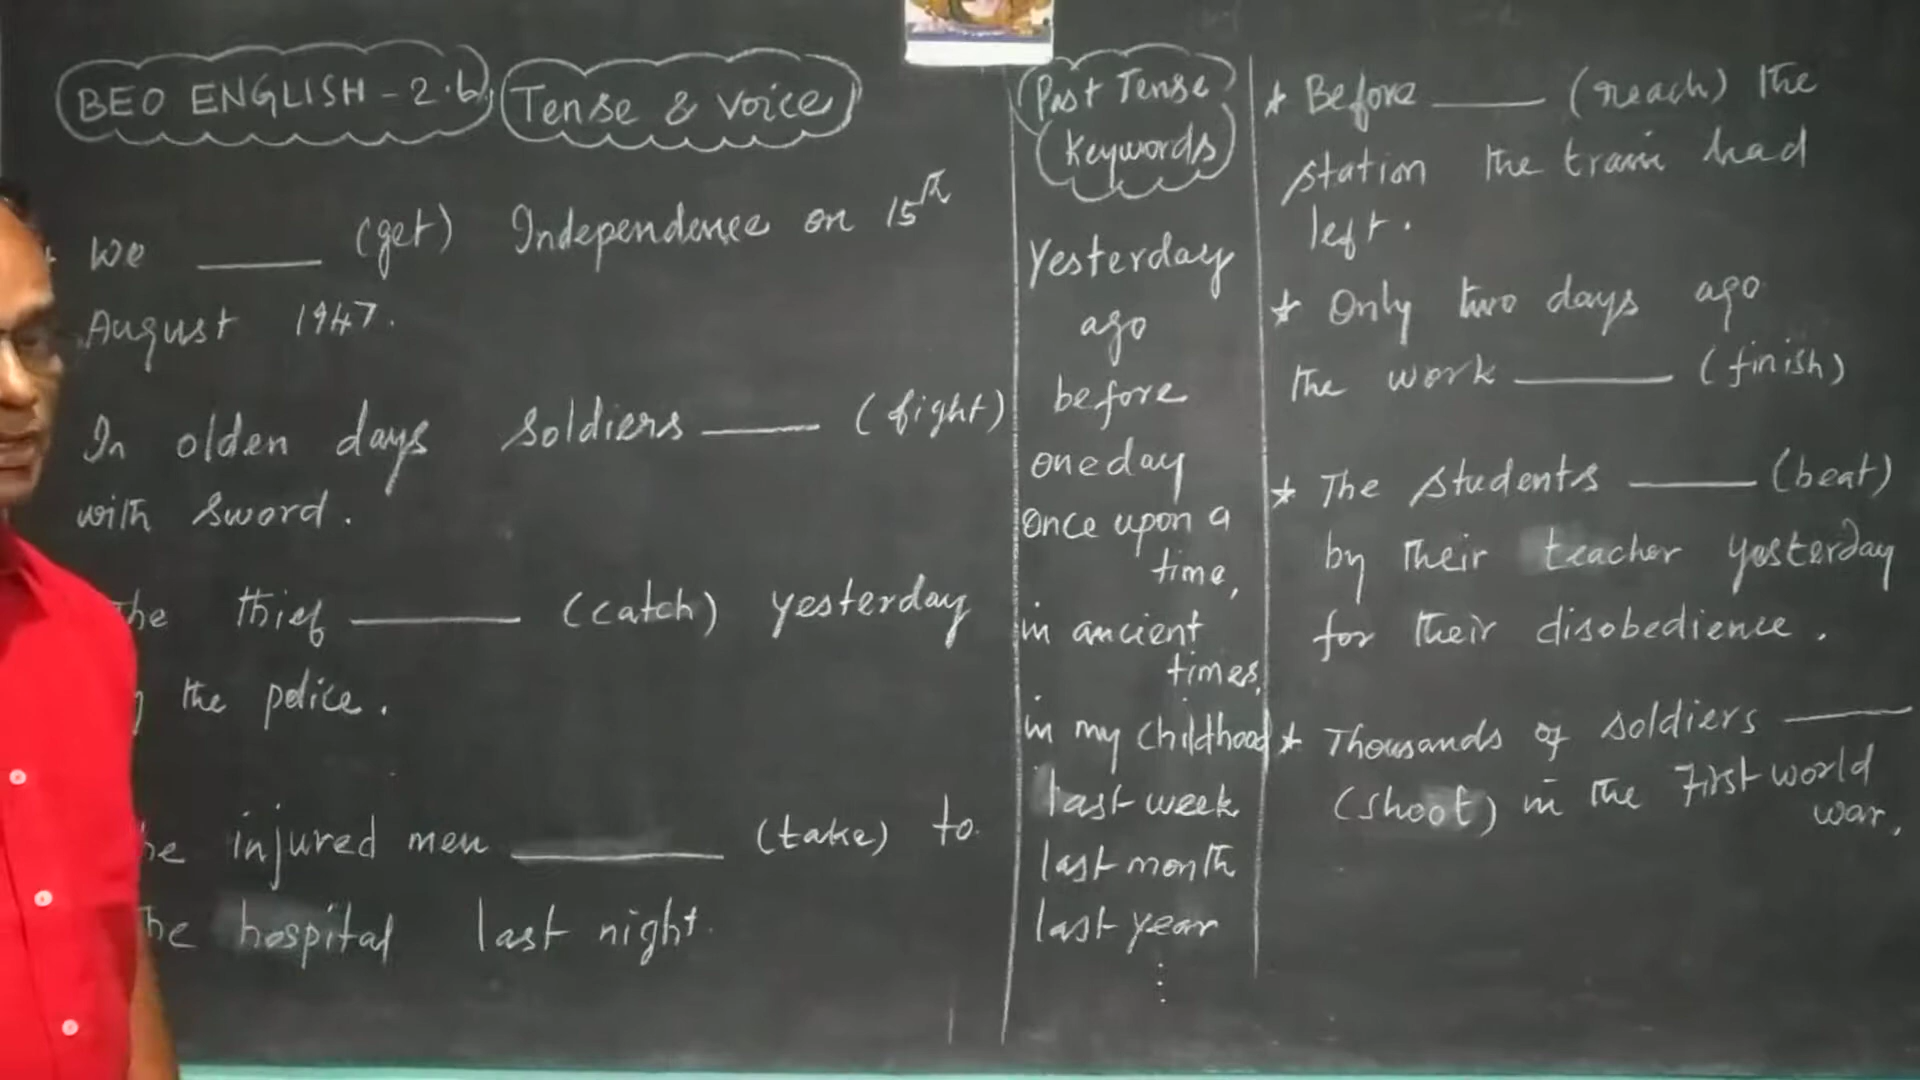 BEO ENGLISH - 2.b, Tense & Voice
We ____ (get) Independence on 15th
August 1947.
In olden days soldiers ____ (fight)
with sword.
The thief ____ (catch) yesterday
the police.
The injured men ____ (take) to
The hospital last night.
Past Tense
Keywords
Yesterday
ago
before
one day
Once upon a
time,
in ancient
times,
in my childhood
last week
last month
last year
⋮
★ Before ____ (reach) the
station the train had
left.
★ Only two days ago
the work ____ (finish)
★ The students ____ (beat)
by their teacher yesterday
for their disobedience.
★ Thousands of soldiers ____
(shoot) in the First world
war.